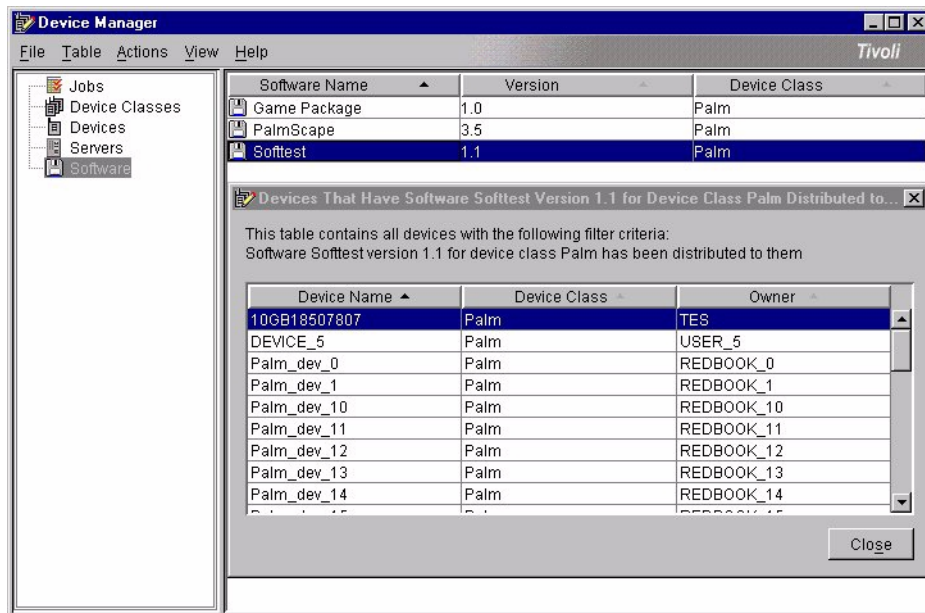 Device Manager
File Table Actions View Help Tivoli
Jobs
Device Classes
Devices
Servers
Software
Software Name Version Device Class
Game Package 1.0 Palm
PalmScape 3.5 Palm
Softtest 1.1 Palm
Devices That Have Software Softtest Version 1.1 for Device Class Palm Distributed to...
This table contains all devices with the following filter criteria:
Software Softtest version 1.1 for device class Palm has been distributed to them
Device Name Device Class Owner
10GB18507807 Palm TES
DEVICE_5 Palm USER_5
Palm_dev_0 Palm REDBOOK_0
Palm_dev_1 Palm REDBOOK_1
Palm_dev_10 Palm REDBOOK_10
Palm_dev_11 Palm REDBOOK_11
Palm_dev_12 Palm REDBOOK_12
Palm_dev_13 Palm REDBOOK_13
Palm_dev_14 Palm REDBOOK_14
Close